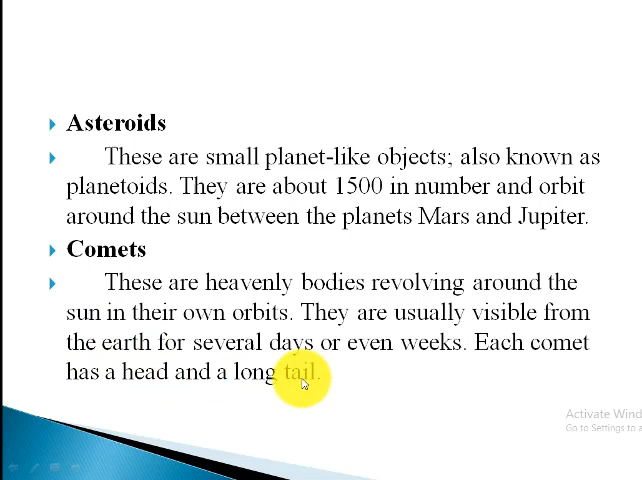 Asteroids
These are small planet-like objects; also known as
planetoids. They are about 1500 in number and orbit
around the sun between the planets Mars and Jupiter.
Comets
These are heavenly bodies revolving around the
sun in their own orbits. They are usually visible from
the earth for several days or even weeks. Each comet
has a head and a long tail.
Activate Wind
Go to Settings to a